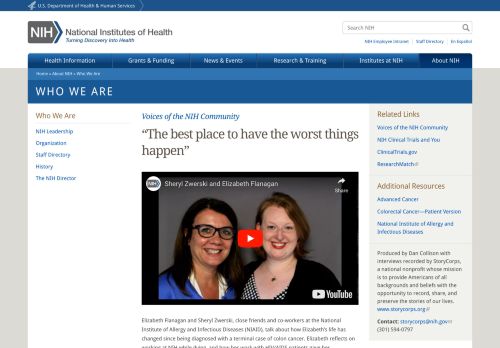 U.S. Department of Health & Human Services
NIH National Institutes of Health
Turning Discovery Into Health
Search NIH
NIH Employee Intranet | Staff Directory | En Español
Health Information
Grants & Funding
News & Events
Research & Training
Institutes at NIH
About NIH
Home » About NIH » Who We Are
WHO WE ARE
Who We Are
NIH Leadership
Organization
Staff Directory
History
The NIH Director
Voices of the NIH Community
“The best place to have the worst things
happen”
NIH Sheryl Zwerski and Elizabeth Flanagan
Share
YouTube
Elizabeth Flanagan and Sheryl Zwerski, close friends and co-workers at the National
Institute of Allergy and Infectious Diseases (NIAID), talk about how Elizabeth's life has
changed since being diagnosed with a terminal case of colon cancer. Elizabeth reflects on
Related Links
Voices of the NIH Community
NIH Clinical Trials and You
ClinicalTrials.gov
ResearchMatch
Additional Resources
Advanced Cancer
Colorectal Cancer—Patient Version
National Institute of Allergy and
Infectious Diseases
Produced by Dan Collison with
interviews recorded by StoryCorps,
a national nonprofit whose mission
is to provide Americans of all
backgrounds and beliefs with the
opportunity to record, share, and
preserve the stories of our lives.
www.storycorps.org
Contact: storycorps@nih.gov
(301) 594-0797